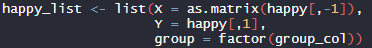 happy_list <- list(X = as.matrix(happy[,-1]),
Y = happy[,1],
group = factor(group_col))